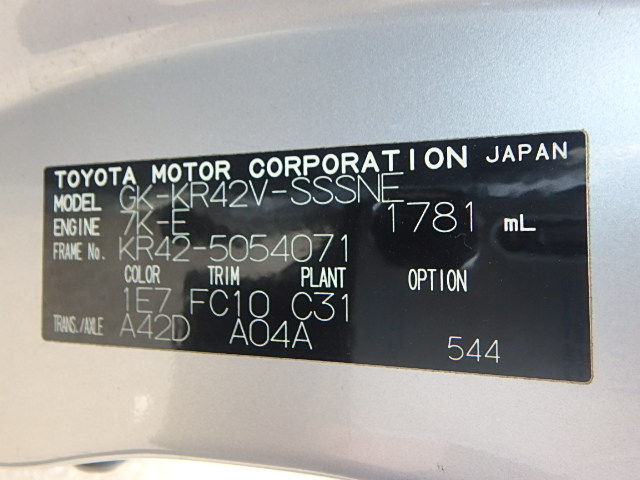 TOYOTA MOTOR CORPORATION JAPAN
MODEL GK-KR42V-SSSNE
ENGINE 7K-E 1781 mL
FRAME No. KR42-5054071
COLOR TRIM PLANT OPTION
1E7 FC10 C31
TRANS./AXLE A42D A04A 544